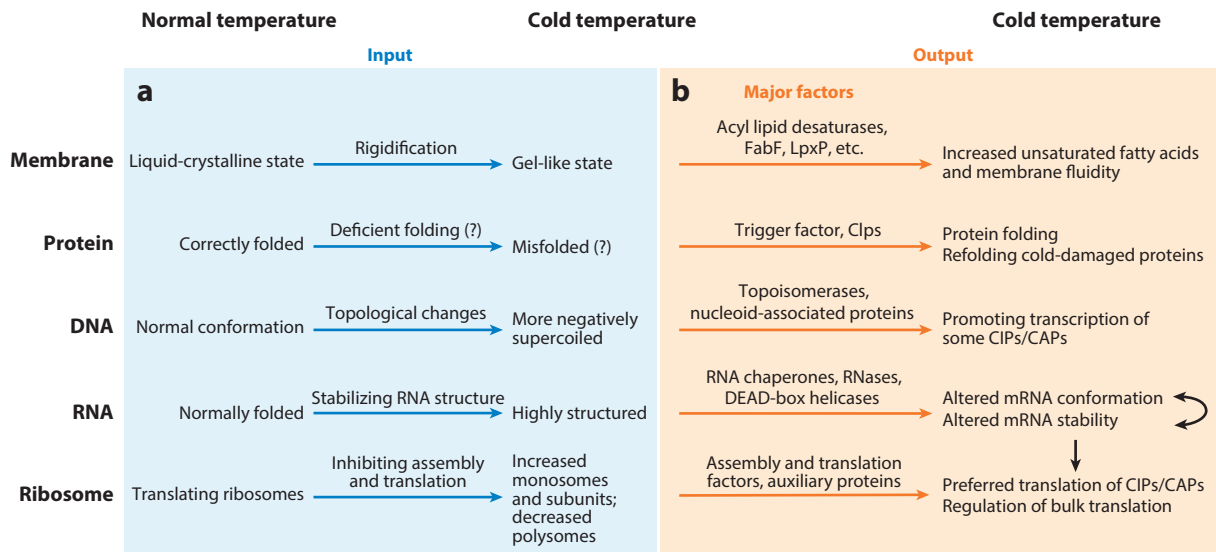 Normal temperature
Cold temperature
Cold temperature
Input
Output
a
b
Major factors
Membrane
Liquid-crystalline state
Rigidification
Gel-like state
Acyl lipid desaturases,
FabF, LpxP, etc.
Increased unsaturated fatty acids
and membrane fluidity
Protein
Correctly folded
Deficient folding (?)
Misfolded (?)
Trigger factor, Clps
Protein folding
Refolding cold-damaged proteins
DNA
Normal conformation
Topological changes
More negatively
supercoiled
Topoisomerases,
nucleoid-associated proteins
Promoting transcription of
some CIPs/CAPs
RNA
Normally folded
Stabilizing RNA structure
Highly structured
RNA chaperones, RNases,
DEAD-box helicases
Altered mRNA conformation
Altered mRNA stability
Ribosome
Translating ribosomes
Inhibiting assembly
and translation
Increased
monosomes
and subunits;
decreased
polysomes
Assembly and translation
factors, auxiliary proteins
Preferred translation of CIPs/CAPs
Regulation of bulk translation